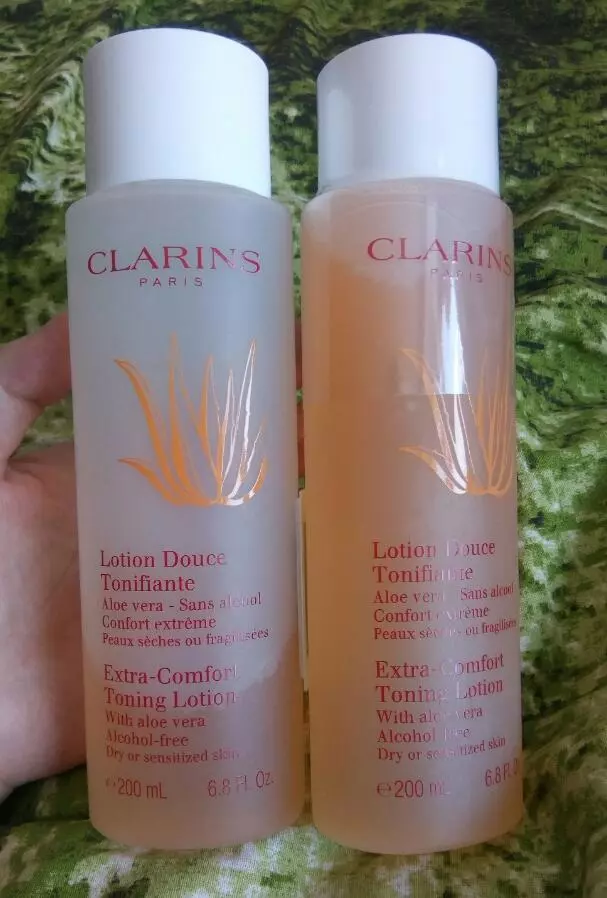 CLARINS
PARIS
Lotion Douce
Tonifiante
Aloe vera - Sans alcool
Confort extrême
Peaux sèches ou fragilisées
Extra-Comfort
Toning Lotion
With aloe vera
Alcohol-free
Dry or sensitized skin
℮200 mL 6.8 Fl. Oz.
CLARINS
PARIS
Lotion Douce
Tonifiante
Aloe vera - Sans alcool
Confort extrême
Peaux sèches ou fragilisées
Extra-Comfort
Toning Lotion
With aloe vera
Alcohol-free
Dry or sensitized skin
℮200 mL 6.8 Fl. Oz